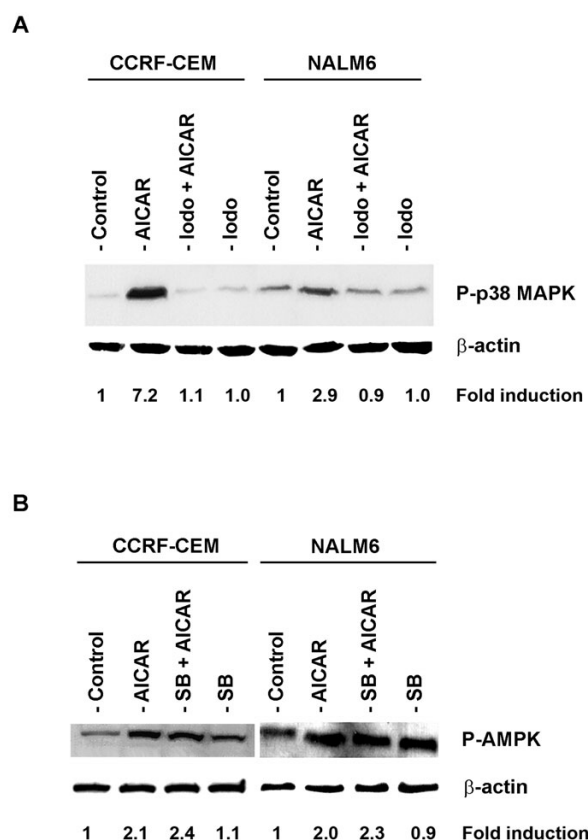 A
CCRF-CEM NALM6
- Control - AICAR - Iodo + AICAR - Iodo - Control - AICAR - Iodo + AICAR - Iodo
P-p38 MAPK
β-actin
1 7.2 1.1 1.0 1 2.9 0.9 1.0 Fold induction
B
CCRF-CEM NALM6
- Control - AICAR - SB + AICAR - SB - Control - AICAR - SB + AICAR - SB
P-AMPK
β-actin
1 2.1 2.4 1.1 1 2.0 2.3 0.9 Fold induction